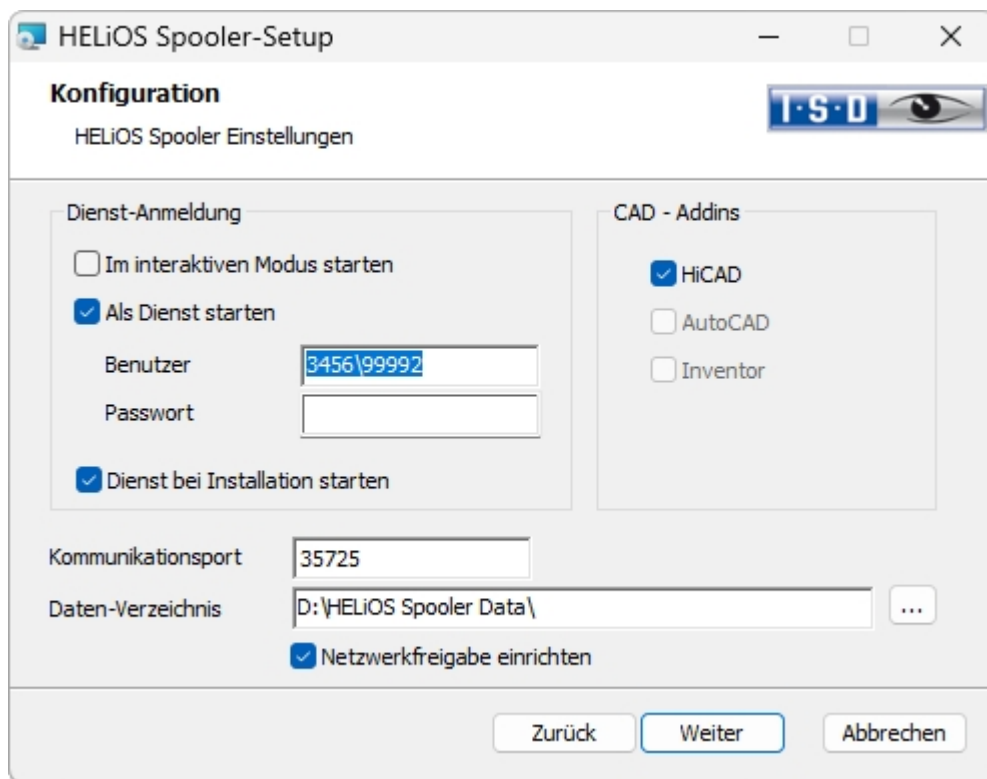 HELiOS Spooler-Setup
Konfiguration
HELiOS Spooler Einstellungen
I·S·D
Dienst-Anmeldung
Im interaktiven Modus starten
Als Dienst starten
Benutzer
3456\99992
Passwort
Dienst bei Installation starten
CAD - Addins
HiCAD
AutoCAD
Inventor
Kommunikationsport
35725
Daten-Verzeichnis
D:\HELiOS Spooler Data\
...
Netzwerkfreigabe einrichten
Zurück
Weiter
Abbrechen